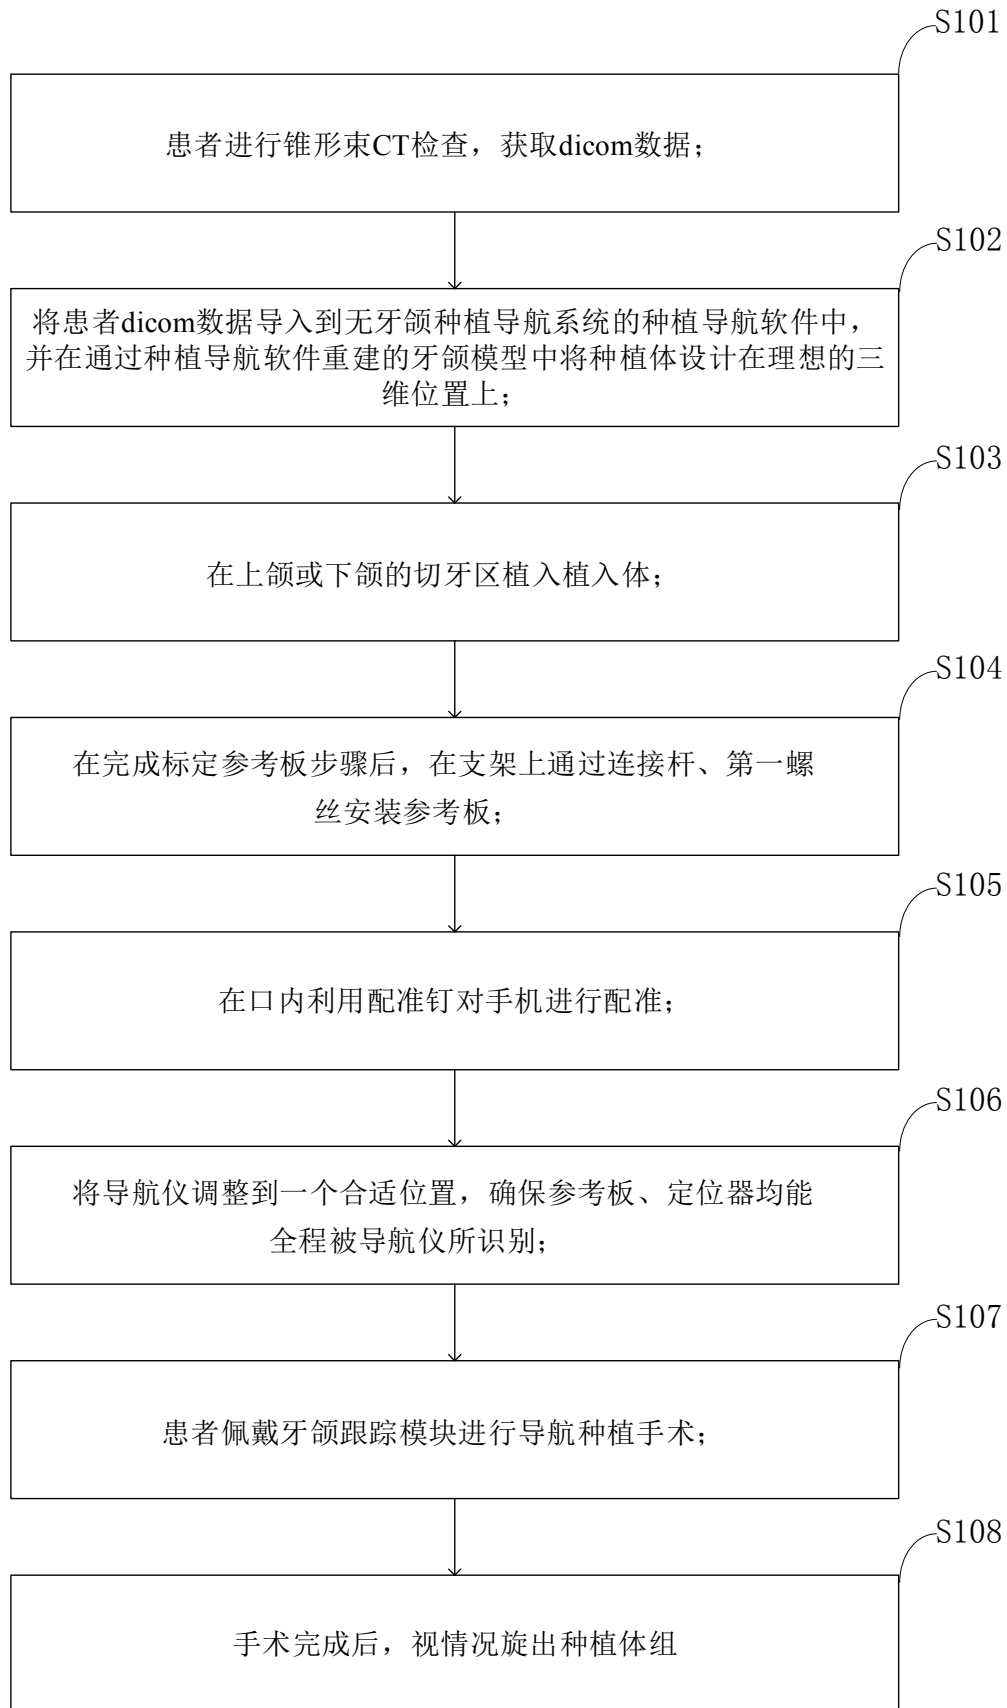 S101
患者进行锥形束CT检查，获取dicom数据；
S102
将患者dicom数据导入到无牙颌种植导航系统的种植导航软件中，
并在通过种植导航软件重建的牙颌模型中将种植体设计在理想的三
维位置上；
S103
在上颌或下颌的切牙区植入植入体；
S104
在完成标定参考板步骤后，在支架上通过连接杆、第一螺
丝安装参考板；
S105
在口内利用配准钉对手机进行配准；
S106
将导航仪调整到一个合适位置，确保参考板、定位器均能
全程被导航仪所识别；
S107
患者佩戴牙颌跟踪模块进行导航种植手术；
S108
手术完成后，视情况旋出种植体组